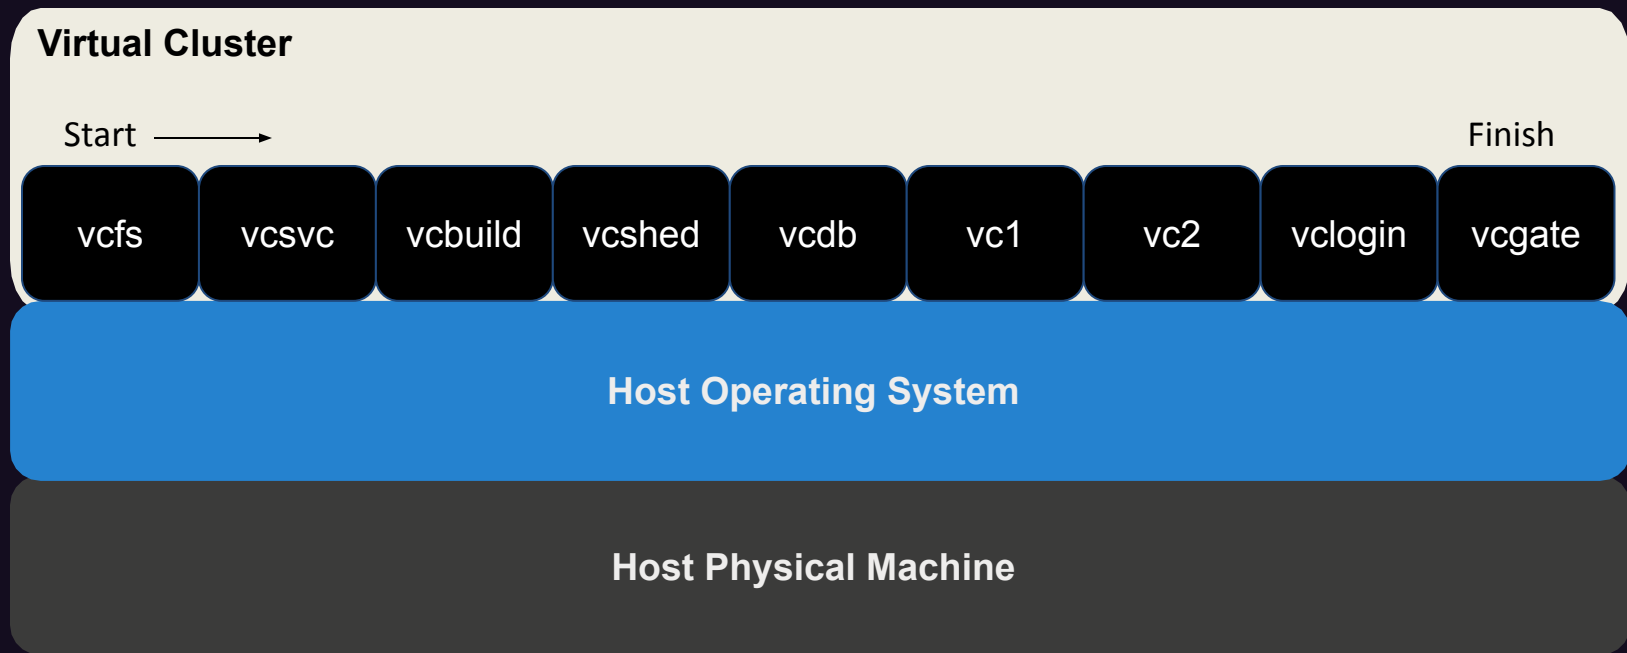 Virtual Cluster
Start
Finish
vcfs
vcsvc
vcbuild
vcshed
vcdb
vc1
vc2
vclogin
vcgate
Host Operating System
Host Physical Machine